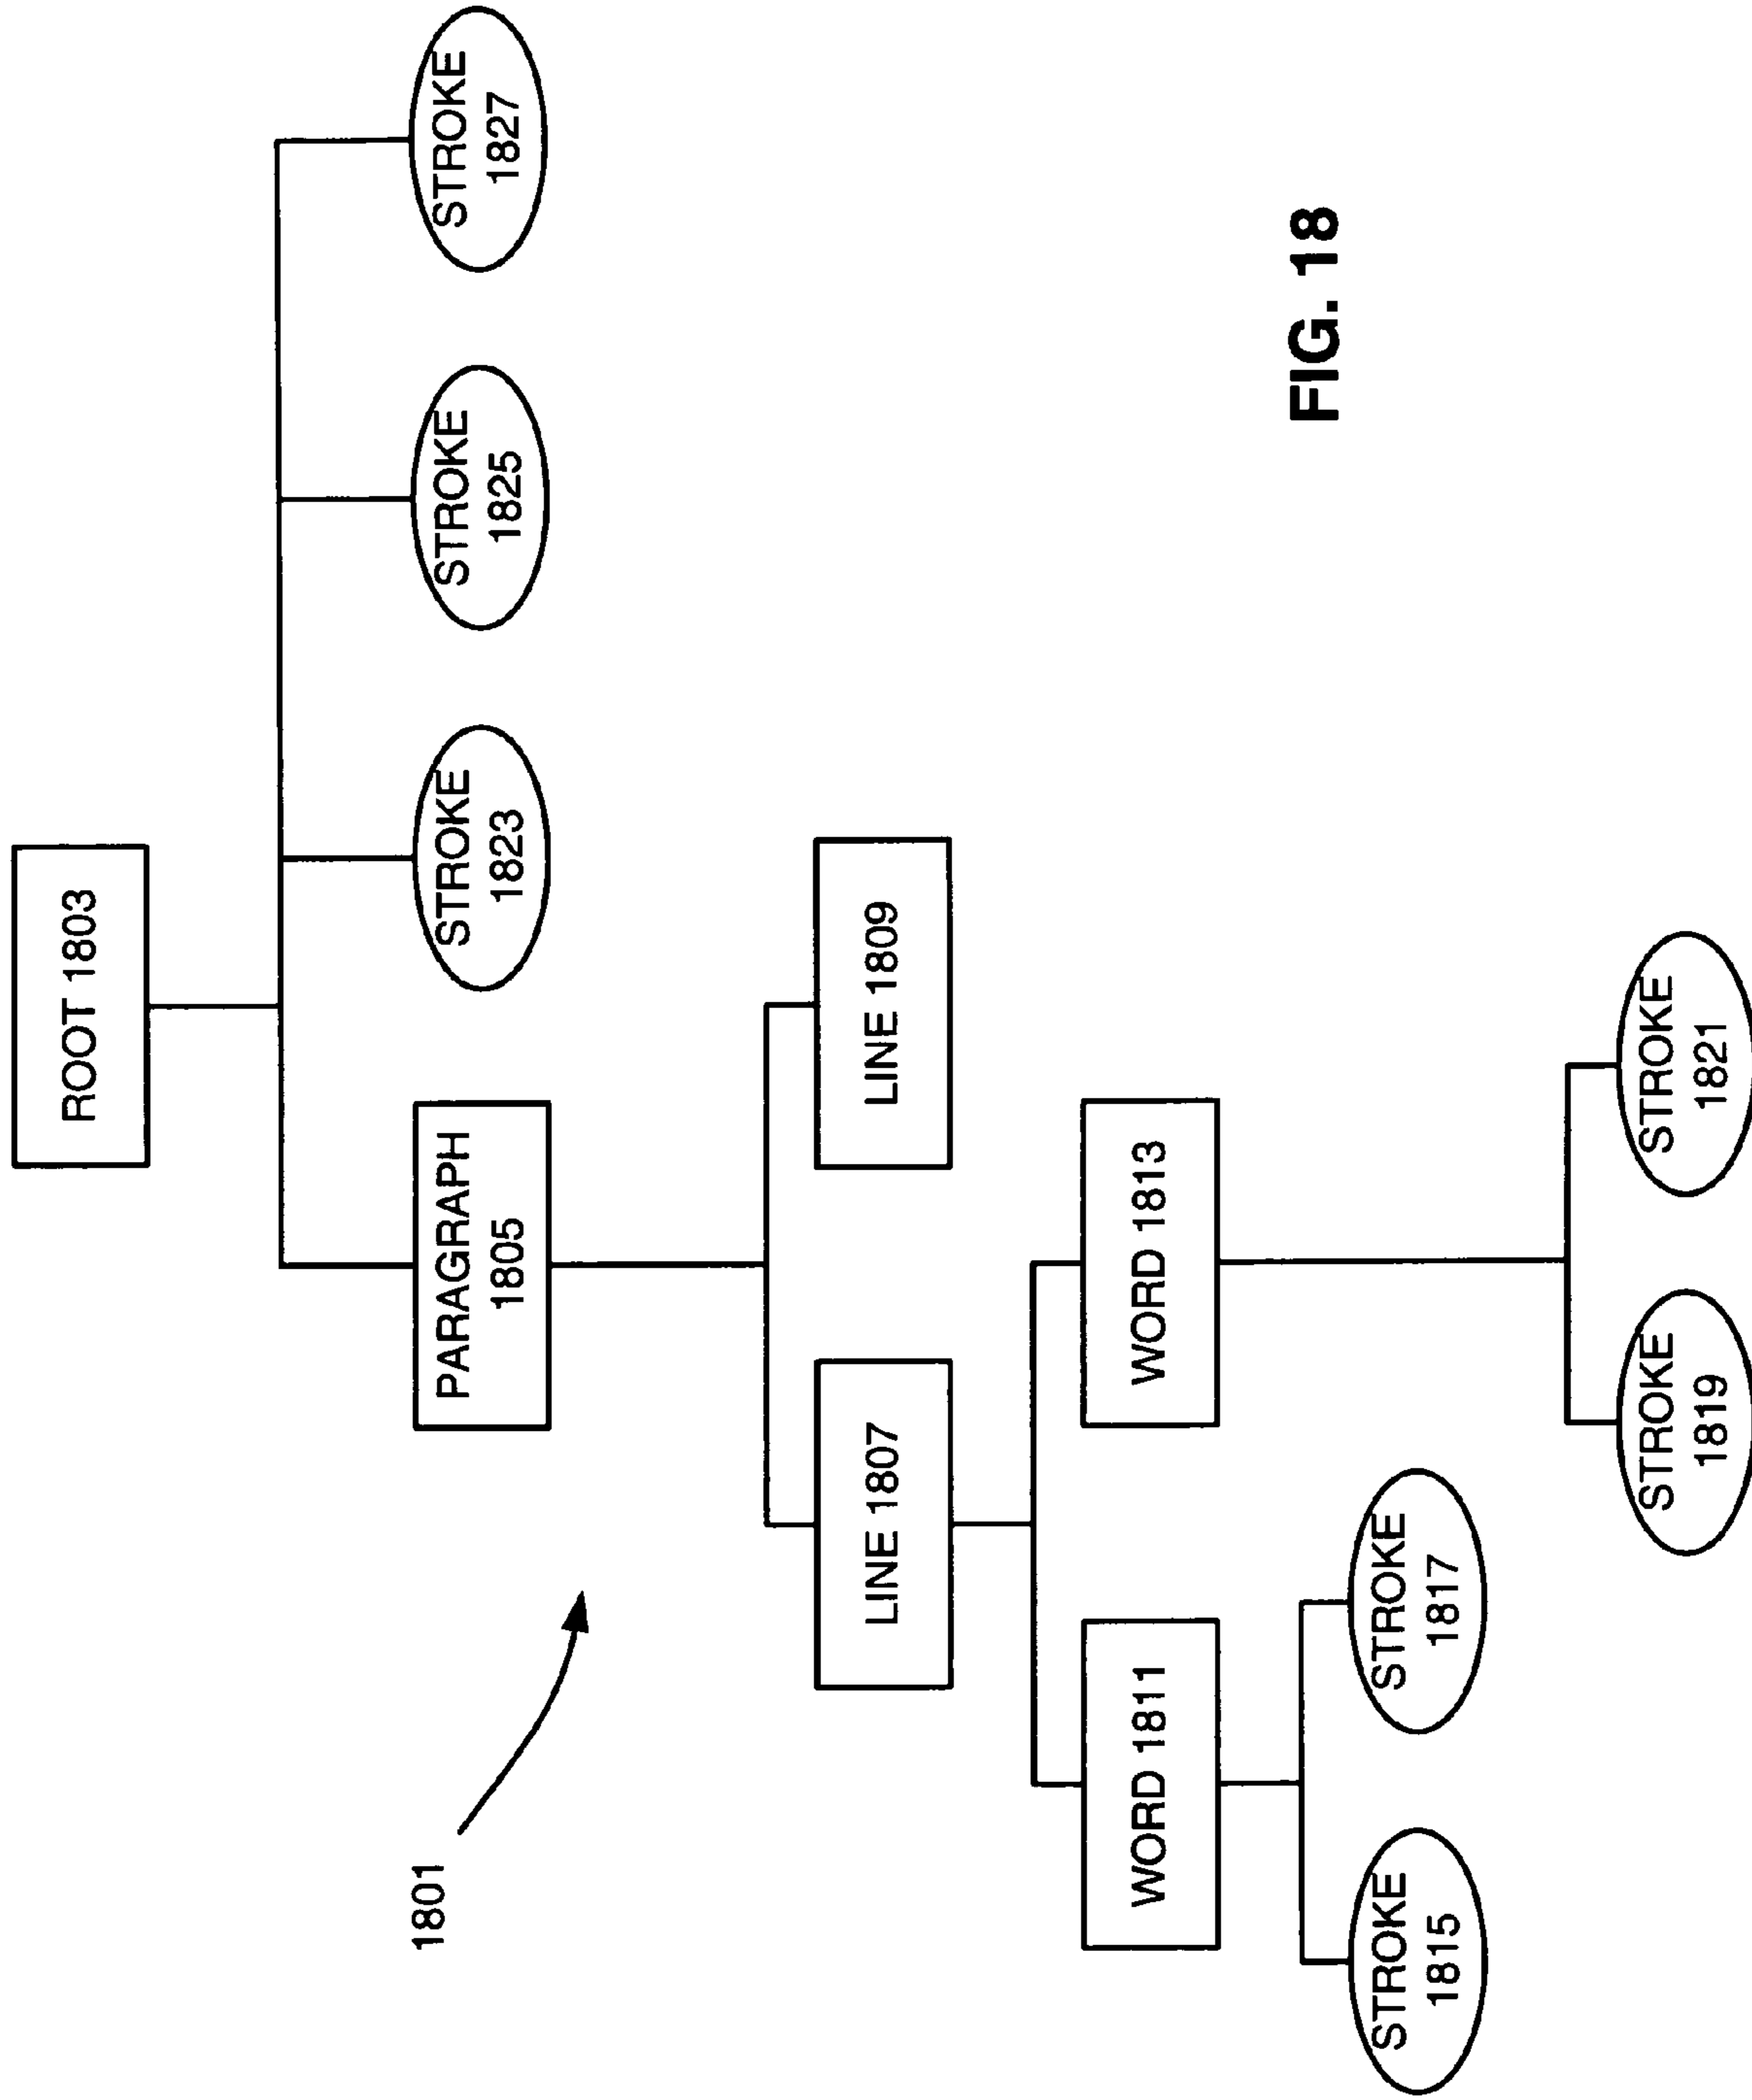 ROOT 1803
1801
PARAGRAPH
1805
STROKE
1823
STROKE
1825
STROKE
1827
LINE 1807
LINE 1809
WORD 1811
WORD 1813
STROKE
1815
STROKE
1817
STROKE
1819
STROKE
1821
FIG. 18